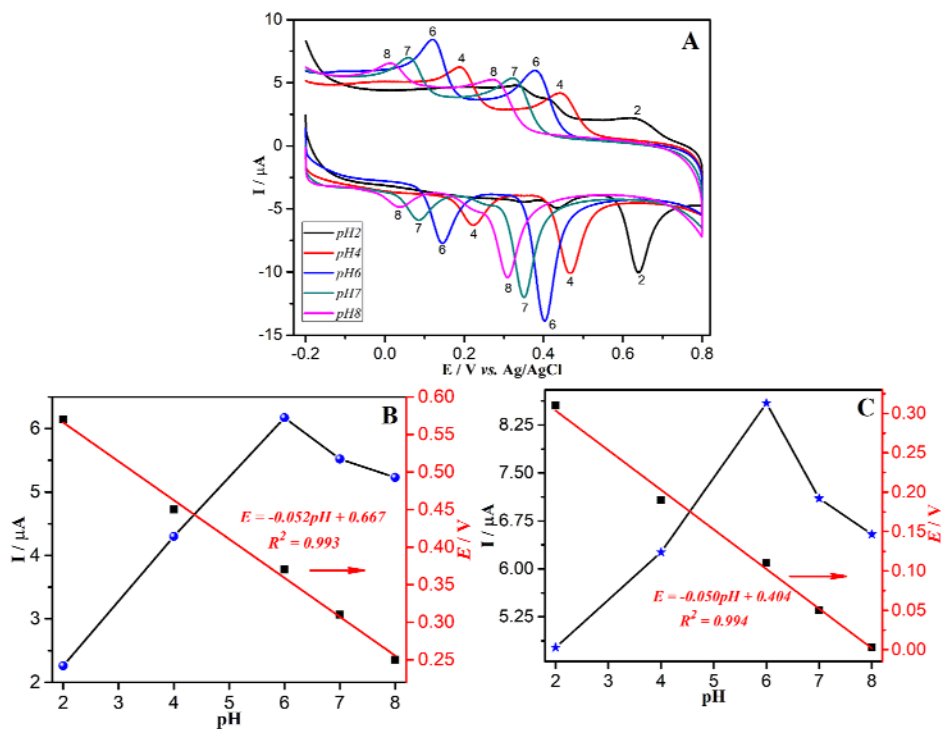 A
10
5
0
-5
-10
-15
I / µA
8
7
6
4
8
7
6
4
2
8
7
6
4
8
7
6
4
2
pH2
pH4
pH6
pH7
pH8
-0.2
0.0
0.2
0.4
0.6
0.8
E / V vs. Ag/AgCl
B
6
5
4
3
2
I / µA
0.60
0.55
0.50
0.45
0.40
0.35
0.30
0.25
E / V
E = -0.052pH + 0.667
R² = 0.993
2 3 4 5 6 7 8
pH
C
8.25
7.50
6.75
6.00
5.25
I / µA
0.30
0.25
0.20
0.15
0.10
0.05
0.00
E / V
E = -0.050pH + 0.404
R² = 0.994
2 3 4 5 6 7 8
pH